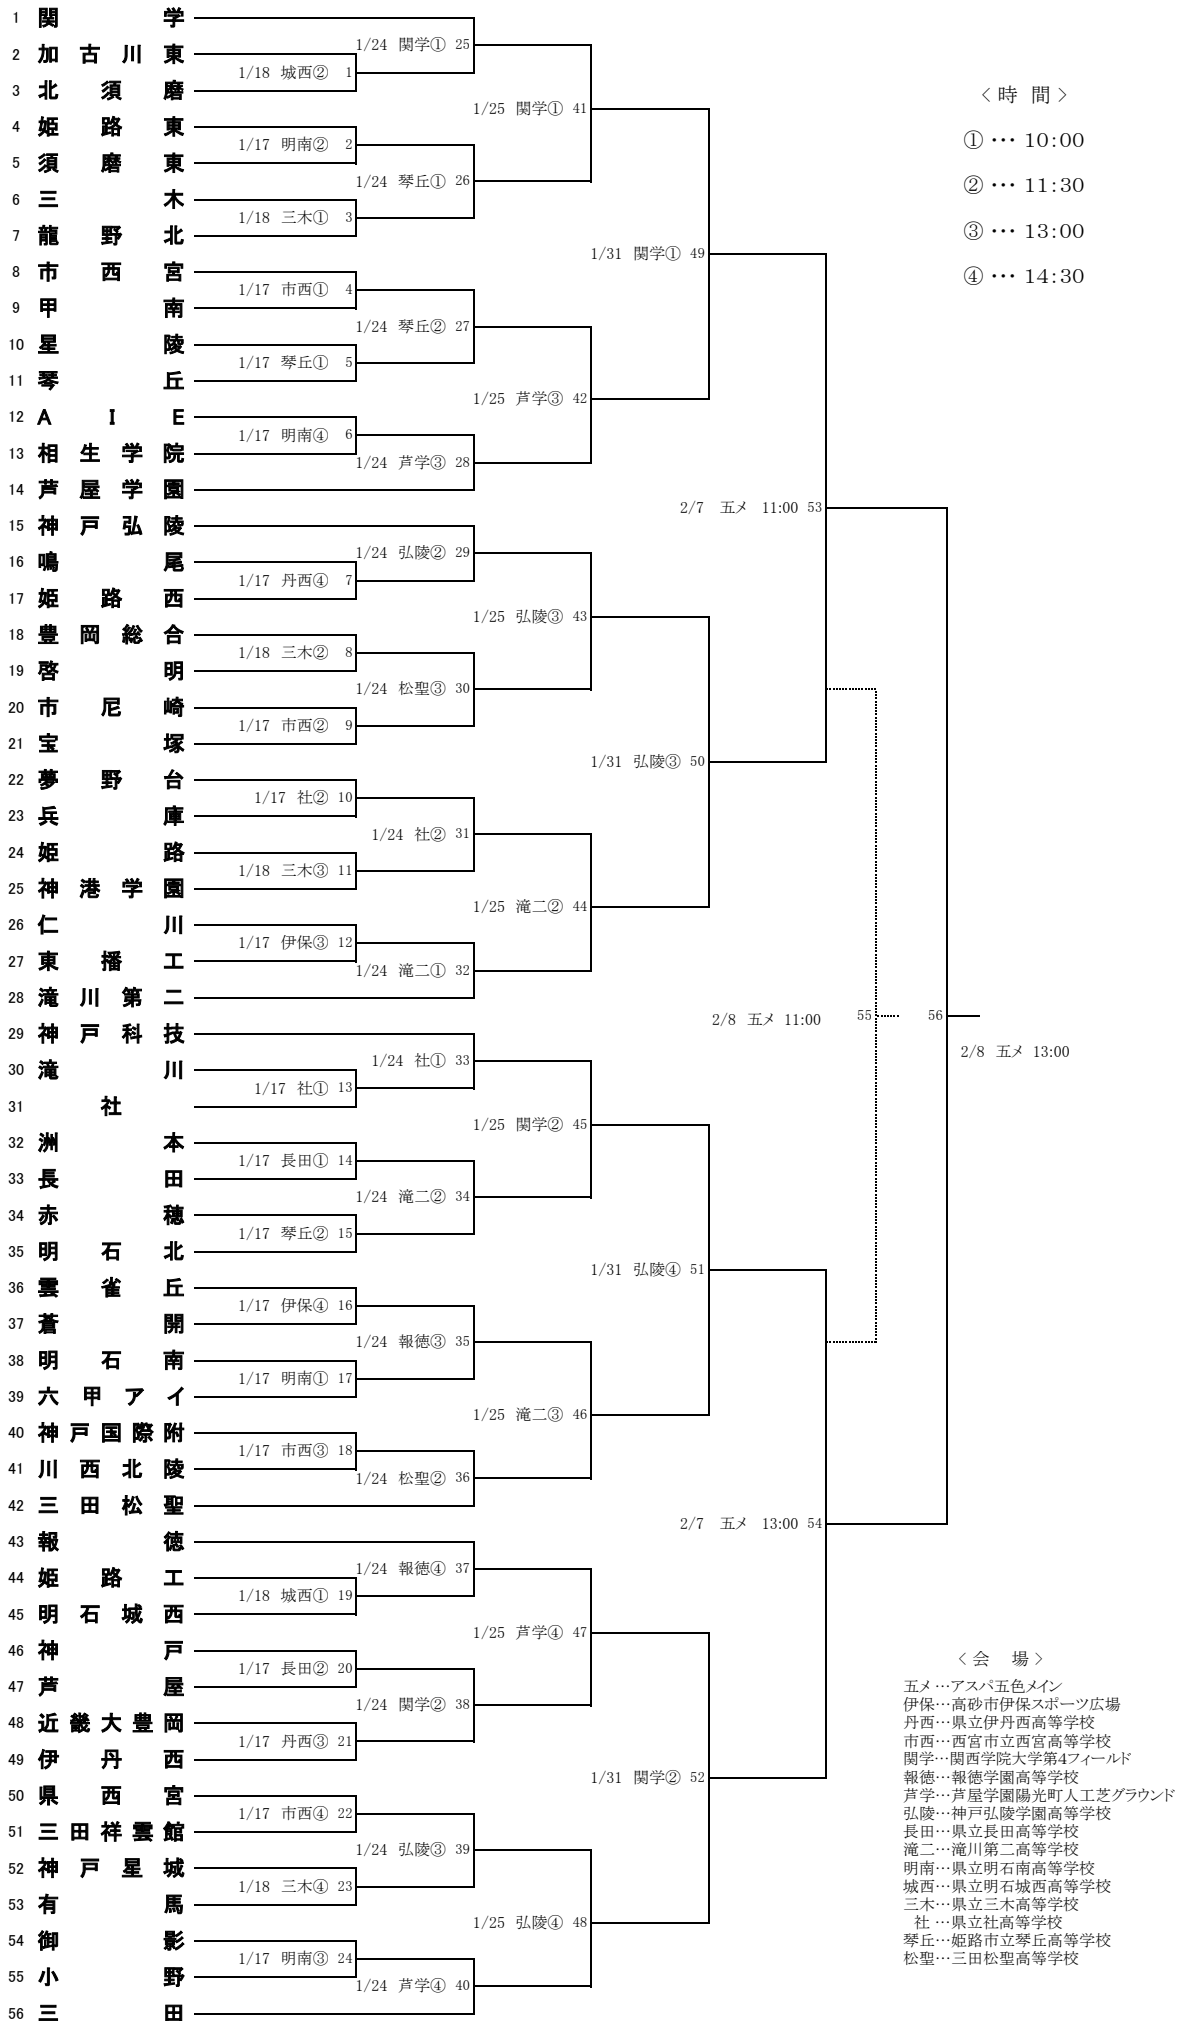 1 関学
2 加古川東
3 北須磨
4 姫路東
5 須磨東
6 三木
7 龍野北
8 市西宮
9 甲南
10 星陵
11 琴丘
12 AIE
13 相生学院
14 芦屋学園
15 神戸弘陵
16 鳴尾
17 姫路西
18 豊岡総合
19 啓明
20 市尼崎
21 宝塚
22 夢野台
23 兵庫
24 姫路
25 神港学園
26 仁川
27 東播工
28 滝川第二
29 神戸科技
30 滝川
31 社
32 洲本
33 長田
34 赤穂
35 明石北
36 雲雀丘
37 蒼開
38 明石南
39 六甲アイ
40 神戸国際附
41 川西北陵
42 三田松聖
43 報徳
44 姫路工
45 明石城西
46 神戸
47 芦屋
48 近畿大豊岡
49 伊丹西
50 県西宮
51 三田祥雲館
52 神戸星城
53 有馬
54 御影
55 小野
56 三田
1/18 城西② 1
1/17 明南② 2
1/18 三木① 3
1/17 市西① 4
1/17 琴丘① 5
1/17 明南④ 6
1/17 丹西④ 7
1/18 三木② 8
1/17 市西② 9
1/17 社② 10
1/18 三木③ 11
1/17 伊保③ 12
1/17 社① 13
1/17 長田① 14
1/17 琴丘② 15
1/17 伊保④ 16
1/17 明南① 17
1/17 市西③ 18
1/18 城西① 19
1/17 長田② 20
1/17 丹西③ 21
1/17 市西④ 22
1/18 三木④ 23
1/17 明南③ 24
1/24 関学① 25
1/24 琴丘① 26
1/24 琴丘② 27
1/24 芦学③ 28
1/24 弘陵② 29
1/24 松聖③ 30
1/24 社② 31
1/24 滝二① 32
1/24 社① 33
1/24 滝二② 34
1/24 報徳③ 35
1/24 松聖② 36
1/24 報徳④ 37
1/24 関学② 38
1/24 弘陵③ 39
1/24 芦学④ 40
1/25 関学① 41
1/25 芦学③ 42
1/25 弘陵③ 43
1/25 滝二② 44
1/25 関学② 45
1/25 滝二③ 46
1/25 芦学④ 47
1/25 弘陵④ 48
1/31 関学① 49
1/31 弘陵③ 50
1/31 弘陵④ 51
1/31 関学② 52
2/7 五メ 11:00 53
2/7 五メ 13:00 54
2/8 五メ 11:00 55
56
2/8 五メ 13:00
＜時 間＞
①…10:00
②…11:30
③…13:00
④…14:30
＜会 場＞
五メ…アスパ五色メイン
伊保…高砂市伊保スポーツ広場
丹西…県立伊丹西高等学校
市西…西宮市立西宮高等学校
関学…関西学院大学第4フィールド
報徳…報徳学園高等学校
芦学…芦屋学園陽光町人工芝グラウンド
弘陵…神戸弘陵学園高等学校
長田…県立長田高等学校
滝二…滝川第二高等学校
明南…県立明石南高等学校
城西…県立明石城西高等学校
三木…県立三木高等学校
社…県立社高等学校
琴丘…姫路市立琴丘高等学校
松聖…三田松聖高等学校